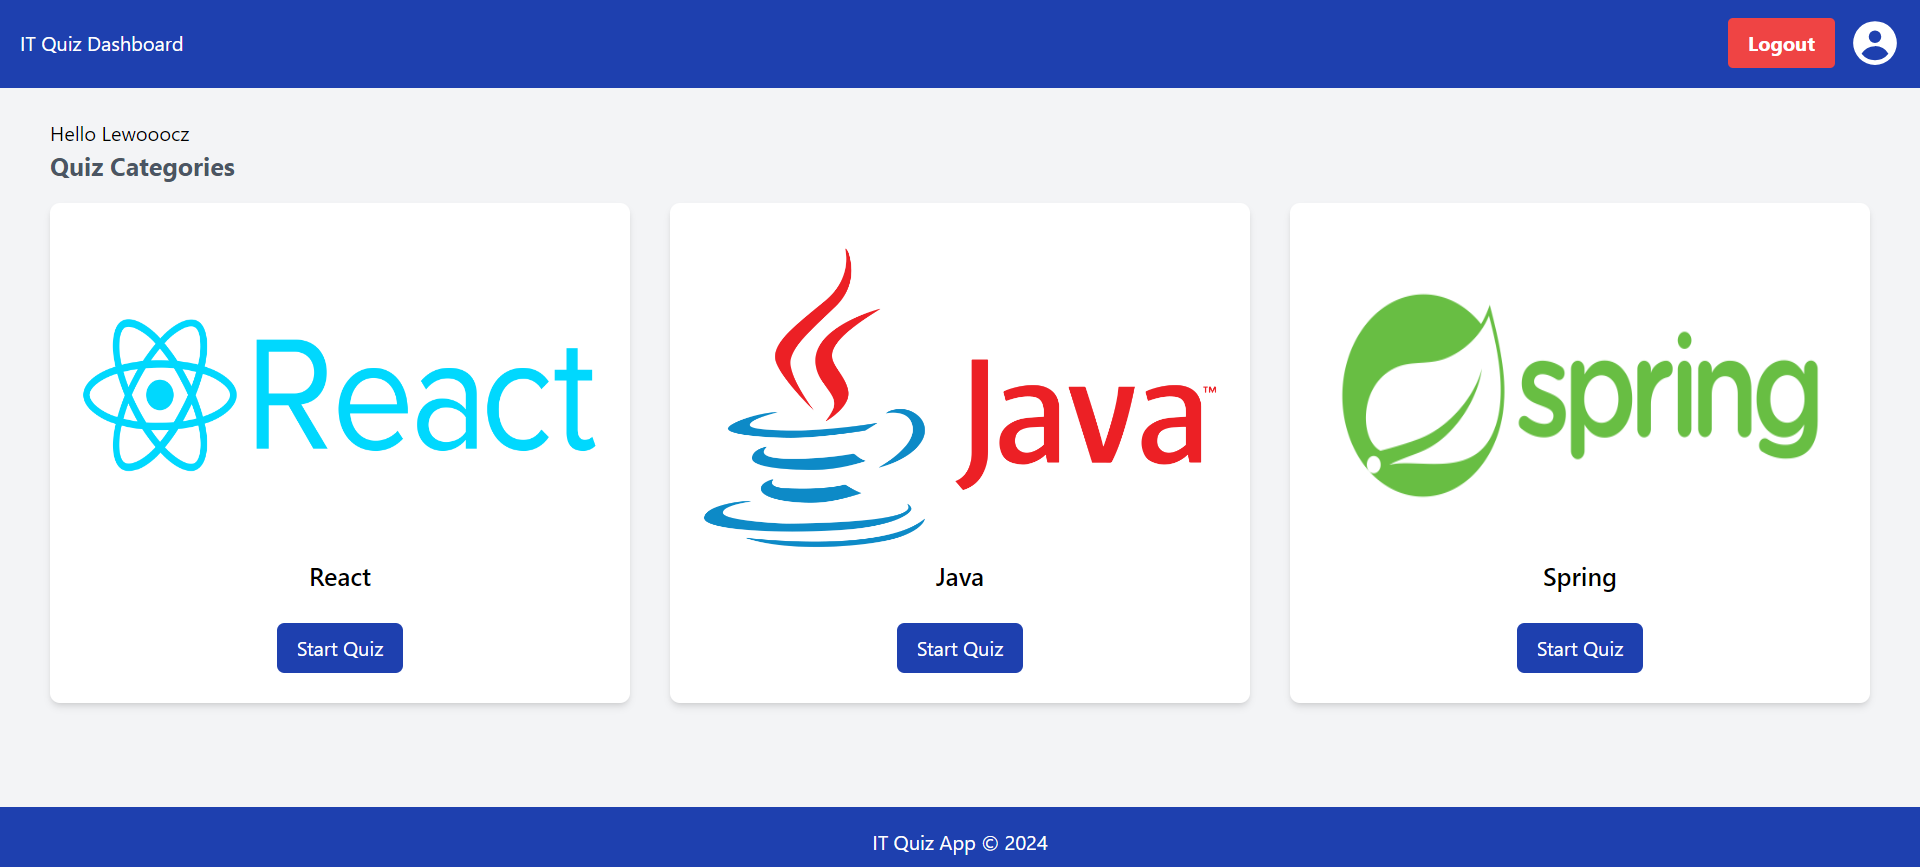 IT Quiz Dashboard
Logout
Hello Lewooocz
Quiz Categories
React
Java™
spring
React
Java
Spring
Start Quiz
Start Quiz
Start Quiz
IT Quiz App © 2024